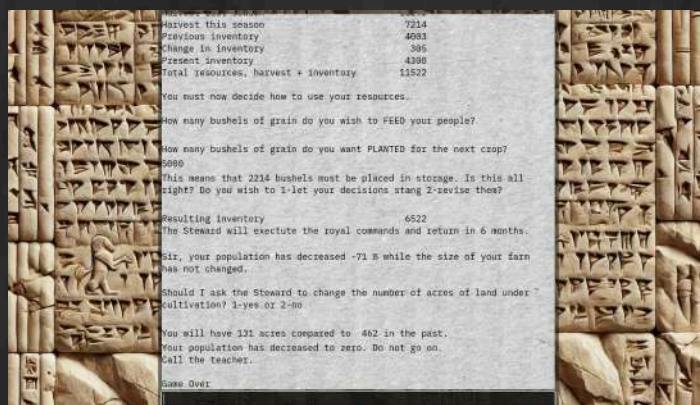 Harvest this season 7214
Previous inventory 4003
Change in inventory 305
Present inventory 4308
Total resources, harvest + inventory 11522
You must now decide how to use your resources.
How many bushels of grain do you wish to FEED your people?
How many bushels of grain do you want PLANTED for the next crop?
5000
This means that 2214 bushels must be placed in storage. Is this all
right? Do you wish to 1-let your decisions stang 2-revise them?
Resulting inventory 6522
The Steward will exectute the royal commands and return in 6 months.
Sir, your population has decreased -71 % while the size of your farm
has not changed.
Should I ask the Steward to change the number of acres of land under
cultivation? 1-yes or 2-no
You will have 131 acres compared to 462 in the past.
Your population has decreased to zero. Do not go on.
Call the teacher.
Game Over